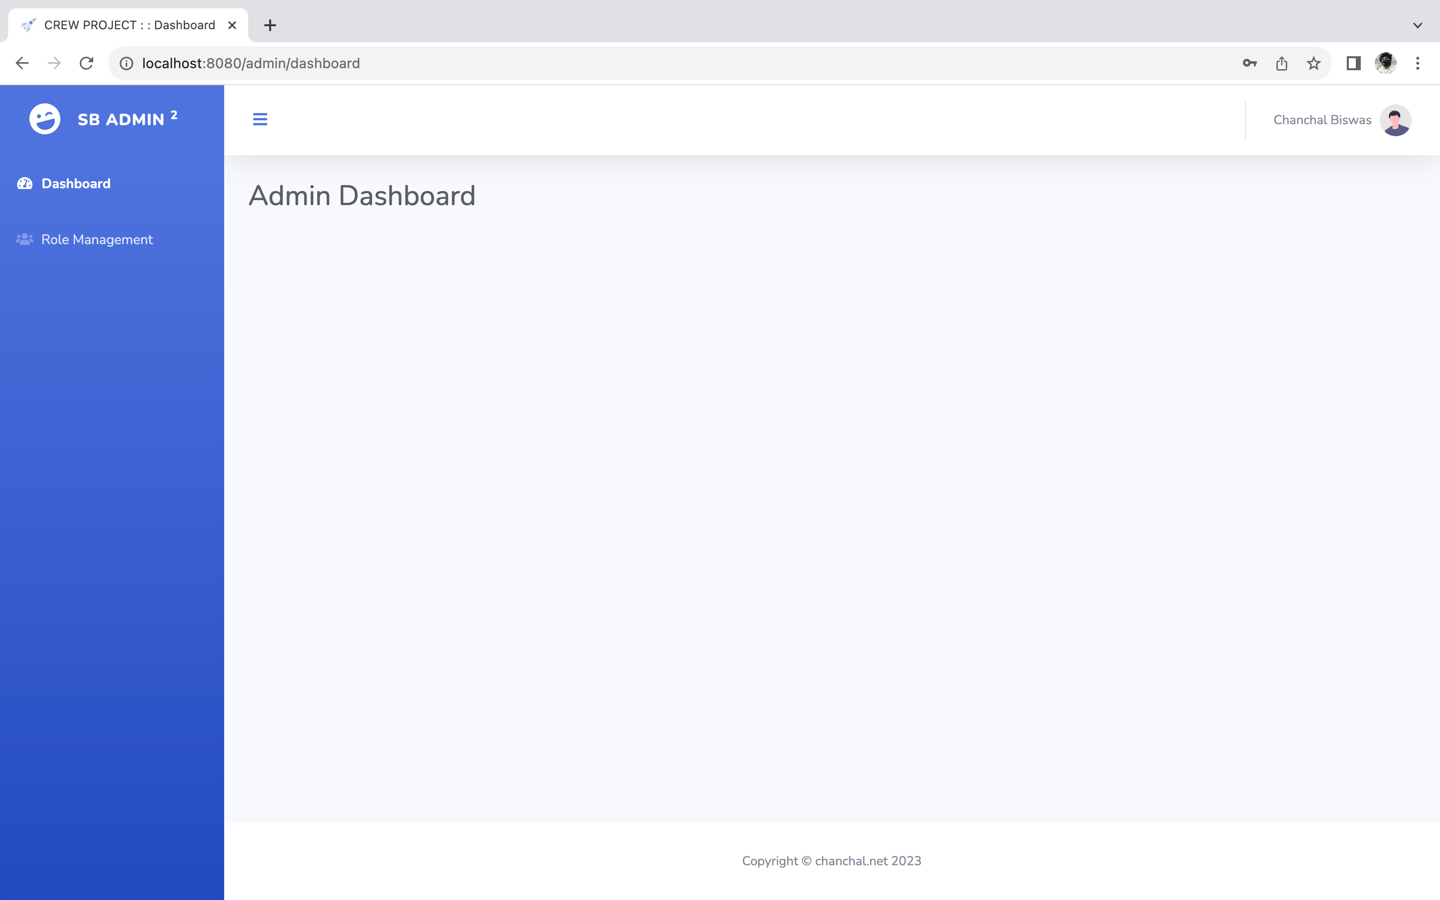 CREW PROJECT : : Dashboard
localhost:8080/admin/dashboard
SB ADMIN 2
Chanchal Biswas
Dashboard
Admin Dashboard
Role Management
Copyright © chanchal.net 2023